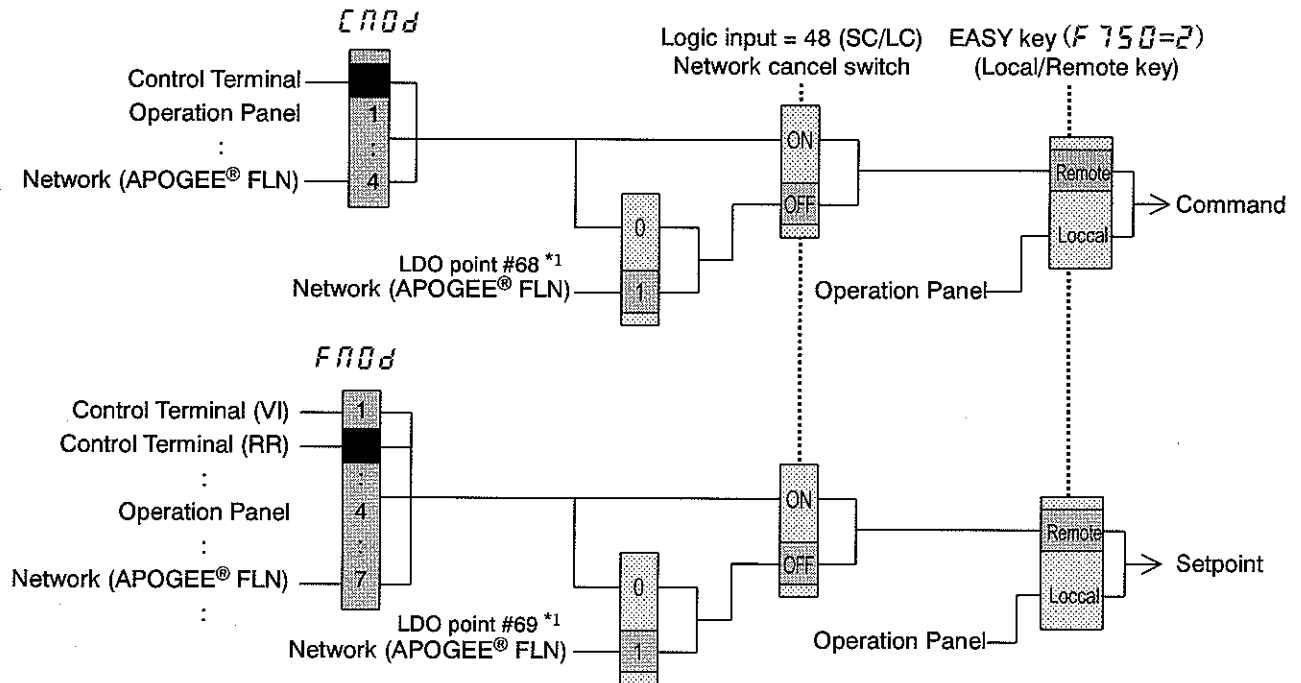 CMOd
Logic input = 48 (SC/LC)
Network cancel switch
EASY key (F750=2)
(Local/Remote key)
Control Terminal
Operation Panel
1
:
:
Network (APOGEE® FLN)
4
ON
OFF
Remote
Loccal
Command
0
LDO point #68 *1
Network (APOGEE® FLN)
1
Operation Panel
FMOd
Control Terminal (VI)
1
Control Terminal (RR)
:
:
Operation Panel
4
:
:
Network (APOGEE® FLN)
7
:
ON
OFF
Remote
Loccal
Setpoint
0
LDO point #69 *1
Network (APOGEE® FLN)
1
Operation Panel